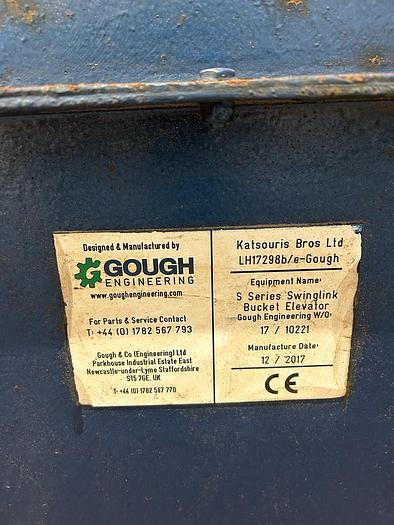 Designed & Manufactured by
GOUGH
ENGINEERING
www.goughengineering.com
For Parts & Service Contact
T: +44 (0) 1782 567 793
Gough & Co (Engineering) Ltd
Parkhouse Industrial Estate East
Newcastle-under-Lyme Staffordshire
ST5 7GE, UK
T: +44 (0) 1782 567 770
Katsouris Bros Ltd
LH17298b/e-Gough
Equipment Name:
S Series Swinglink
Bucket Elevator
Gough Engineering W/O:
17 / 10221
Manufacture Date:
12 / 2017
CE